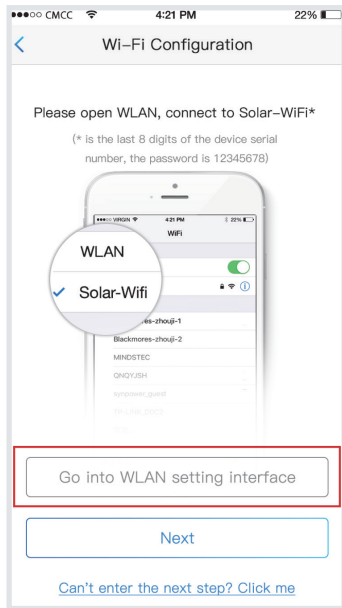 CMCC 4:21 PM 22%
Wi-Fi Configuration
Please open WLAN, connect to Solar-WiFi*
(* is the last 8 digits of the device serial
number, the password is 12345678)
VIRGIN 4:21 PM 22%
WiFi
WLAN
Solar-Wifi
Blackmores-zhouji-2
MINDSTEC
QNQYJSH
synpower_guest
Go into WLAN setting interface
Next
Can't enter the next step? Click me